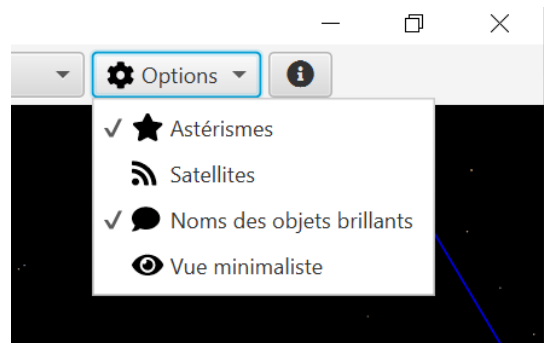 Options
Astérismes
Satellites
Noms des objets brillants
Vue minimaliste